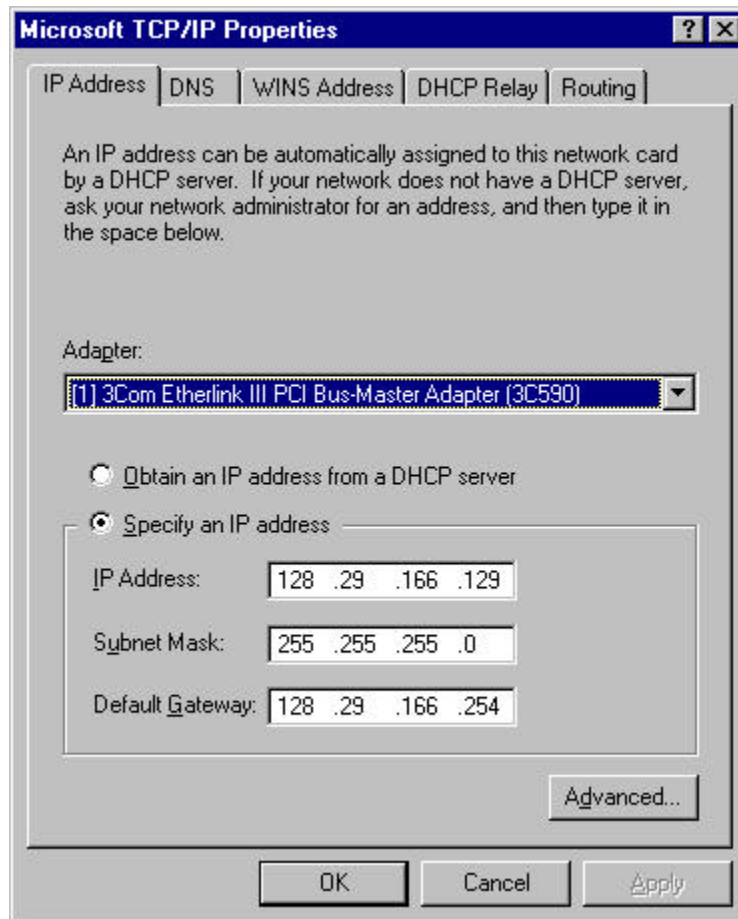 Microsoft TCP/IP Properties
IP Address DNS WINS Address DHCP Relay Routing
An IP address can be automatically assigned to this network card
by a DHCP server. If your network does not have a DHCP server,
ask your network administrator for an address, and then type it in
the space below.
Adapter:
[1] 3Com Etherlink III PCI Bus-Master Adapter (3C590)
Obtain an IP address from a DHCP server
Specify an IP address
IP Address: 128 .29 .166 .129
Subnet Mask: 255 .255 .255 .0
Default Gateway: 128 .29 .166 .254
Advanced...
OK Cancel Apply